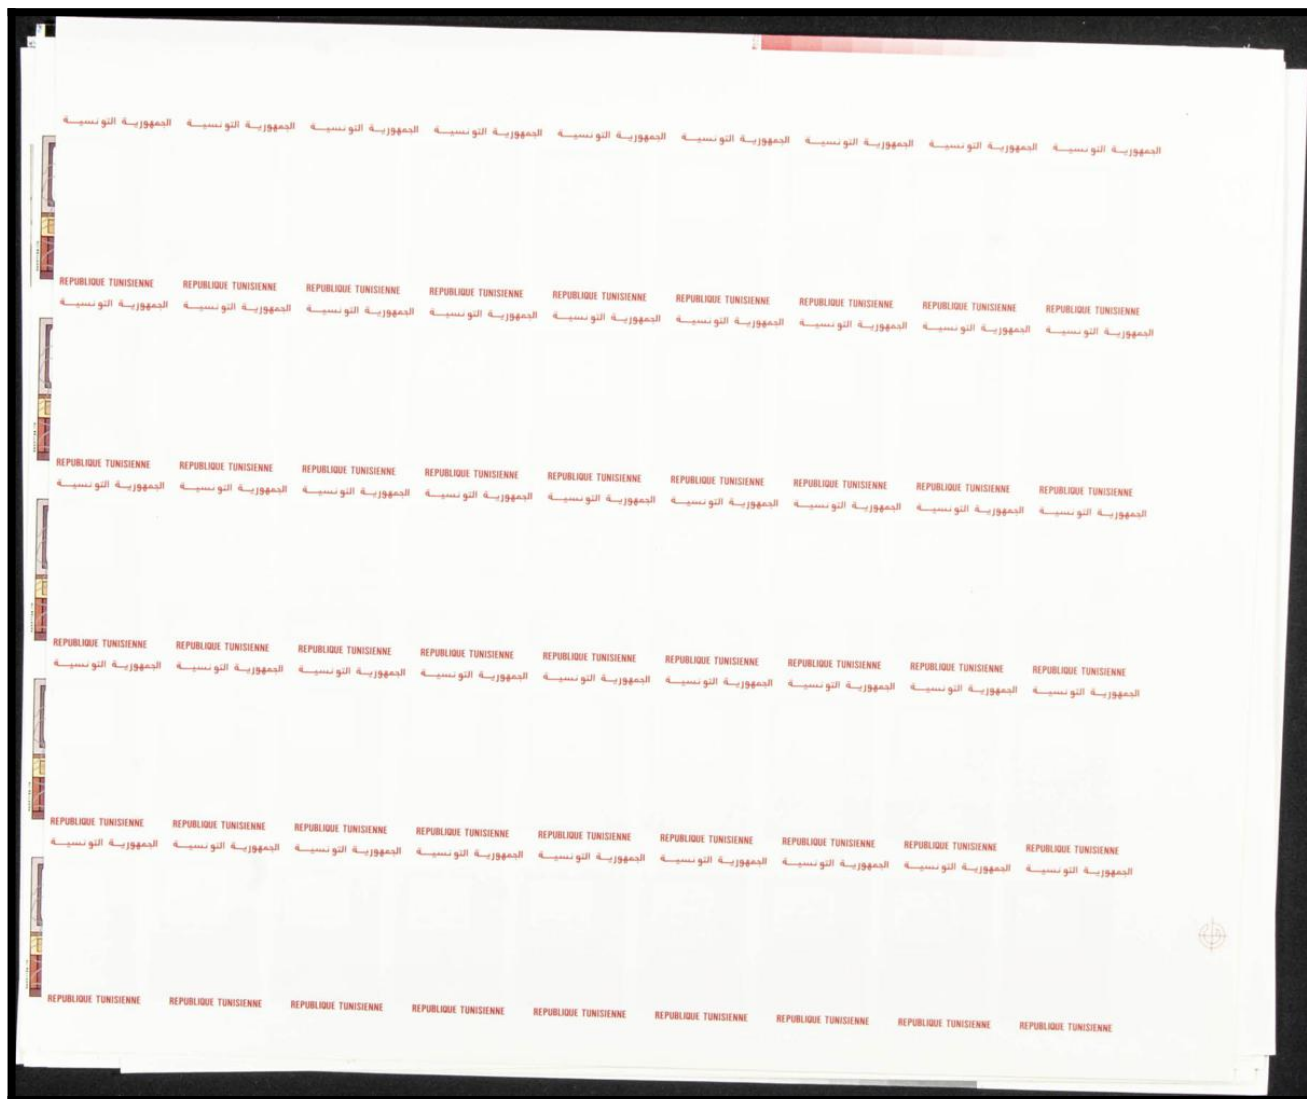 الجمهورية التونسية الجمهورية التونسية الجمهورية التونسية الجمهورية التونسية الجمهورية التونسية الجمهورية التونسية الجمهورية التونسية الجمهورية التونسية الجمهورية التونسية
REPUBLIQUE TUNISIENNE REPUBLIQUE TUNISIENNE REPUBLIQUE TUNISIENNE REPUBLIQUE TUNISIENNE REPUBLIQUE TUNISIENNE REPUBLIQUE TUNISIENNE REPUBLIQUE TUNISIENNE REPUBLIQUE TUNISIENNE REPUBLIQUE TUNISIENNE
الجمهورية التونسية الجمهورية التونسية الجمهورية التونسية الجمهورية التونسية الجمهورية التونسية الجمهورية التونسية الجمهورية التونسية الجمهورية التونسية الجمهورية التونسية
REPUBLIQUE TUNISIENNE REPUBLIQUE TUNISIENNE REPUBLIQUE TUNISIENNE REPUBLIQUE TUNISIENNE REPUBLIQUE TUNISIENNE REPUBLIQUE TUNISIENNE REPUBLIQUE TUNISIENNE REPUBLIQUE TUNISIENNE REPUBLIQUE TUNISIENNE
الجمهورية التونسية الجمهورية التونسية الجمهورية التونسية الجمهورية التونسية الجمهورية التونسية الجمهورية التونسية الجمهورية التونسية الجمهورية التونسية الجمهورية التونسية
REPUBLIQUE TUNISIENNE REPUBLIQUE TUNISIENNE REPUBLIQUE TUNISIENNE REPUBLIQUE TUNISIENNE REPUBLIQUE TUNISIENNE REPUBLIQUE TUNISIENNE REPUBLIQUE TUNISIENNE REPUBLIQUE TUNISIENNE REPUBLIQUE TUNISIENNE
الجمهورية التونسية الجمهورية التونسية الجمهورية التونسية الجمهورية التونسية الجمهورية التونسية الجمهورية التونسية الجمهورية التونسية الجمهورية التونسية الجمهورية التونسية
REPUBLIQUE TUNISIENNE REPUBLIQUE TUNISIENNE REPUBLIQUE TUNISIENNE REPUBLIQUE TUNISIENNE REPUBLIQUE TUNISIENNE REPUBLIQUE TUNISIENNE REPUBLIQUE TUNISIENNE REPUBLIQUE TUNISIENNE REPUBLIQUE TUNISIENNE
الجمهورية التونسية الجمهورية التونسية الجمهورية التونسية الجمهورية التونسية الجمهورية التونسية الجمهورية التونسية الجمهورية التونسية الجمهورية التونسية الجمهورية التونسية
REPUBLIQUE TUNISIENNE REPUBLIQUE TUNISIENNE REPUBLIQUE TUNISIENNE REPUBLIQUE TUNISIENNE REPUBLIQUE TUNISIENNE REPUBLIQUE TUNISIENNE REPUBLIQUE TUNISIENNE REPUBLIQUE TUNISIENNE REPUBLIQUE TUNISIENNE